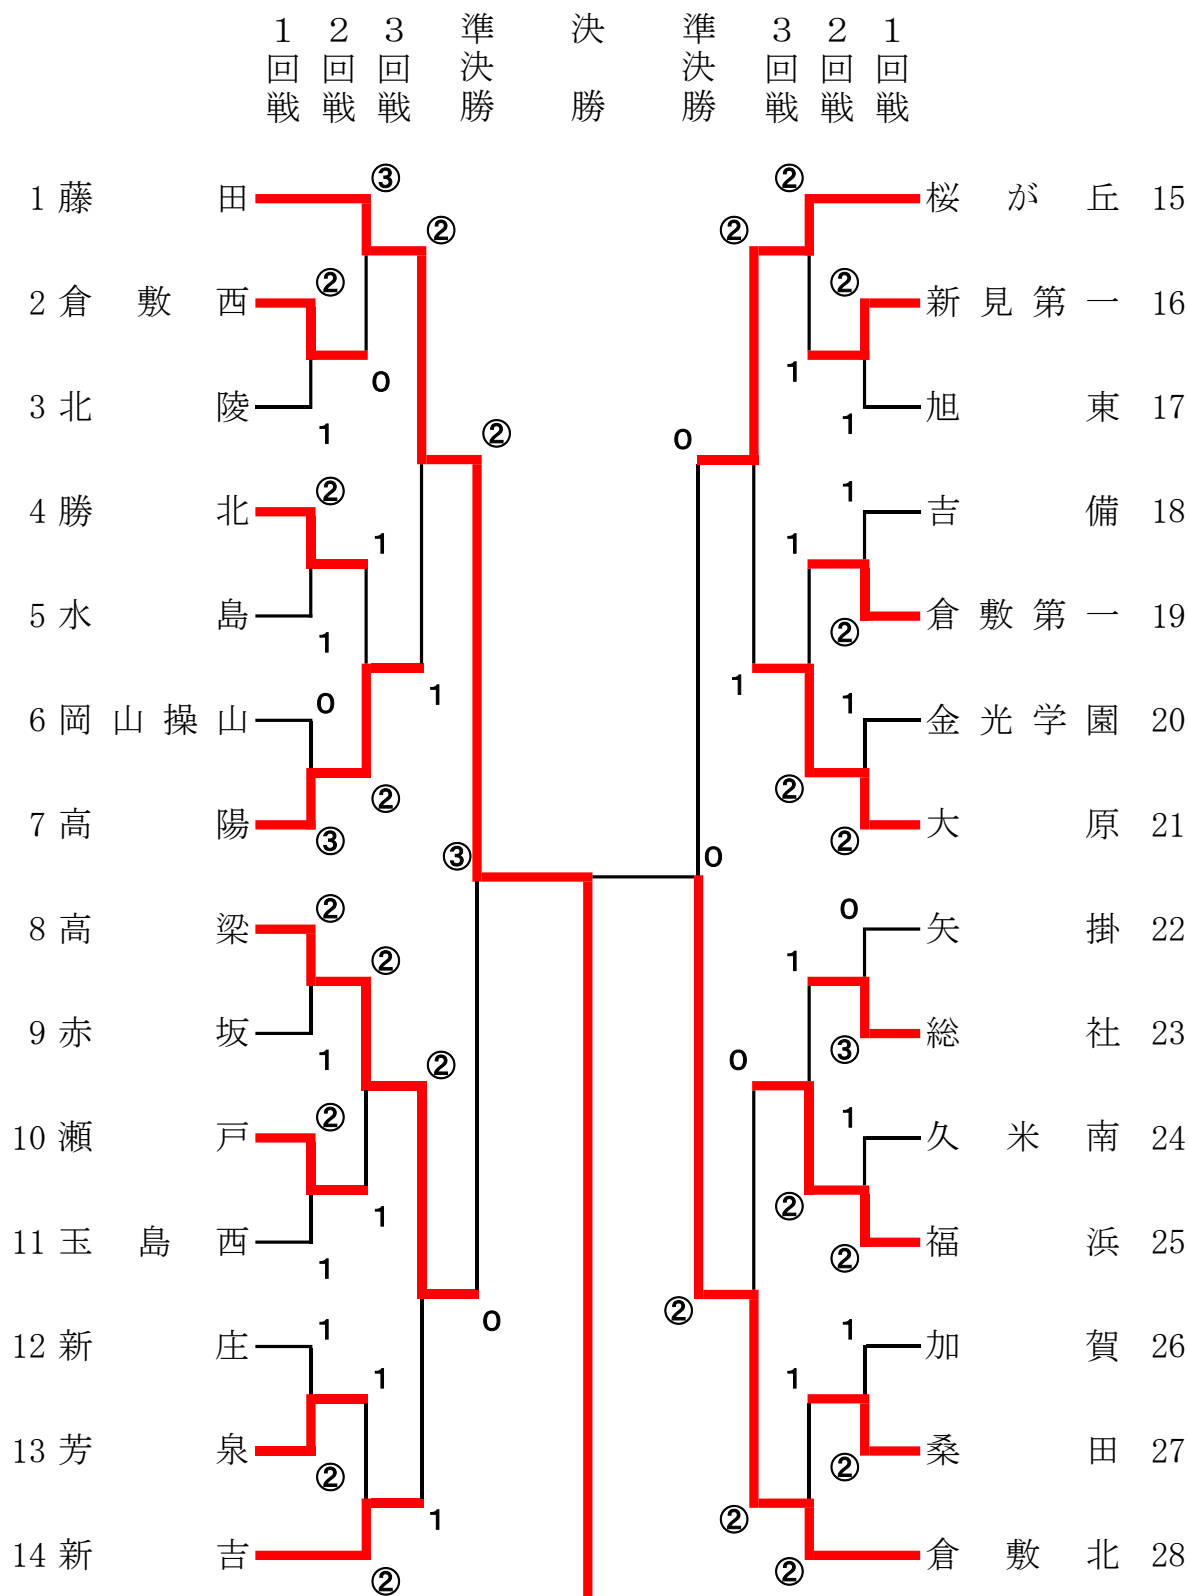 1回戦 2回戦 3回戦 準決勝 決勝 準決勝 3回戦 2回戦 1回戦
③ ②
1 藤田 桜が丘 15
② ②
② ②
2 倉敷西 新見第一 16
0 1
3 北陵 旭東 17
1 1
② 0
② 1
4 勝北 吉備 18
1 1
5 水島 倉敷第一 19
1 ②
1 1
0 1
6 岡山操山 金光学園 20
② ②
7 高陽 大原 21
③ ②
③ 0
② 0
8 高梁 矢掛 22
② 1
9 赤坂 総社 23
1 ③
② 0
② 1
10 瀬戸 久米南 24
1 ②
11 玉島西 福浜 25
1 ②
0 ②
1 1
12 新庄 加賀 26
1 1
13 芳泉 桑田 27
② ②
1 ②
14 新吉 倉敷北 28
② ②